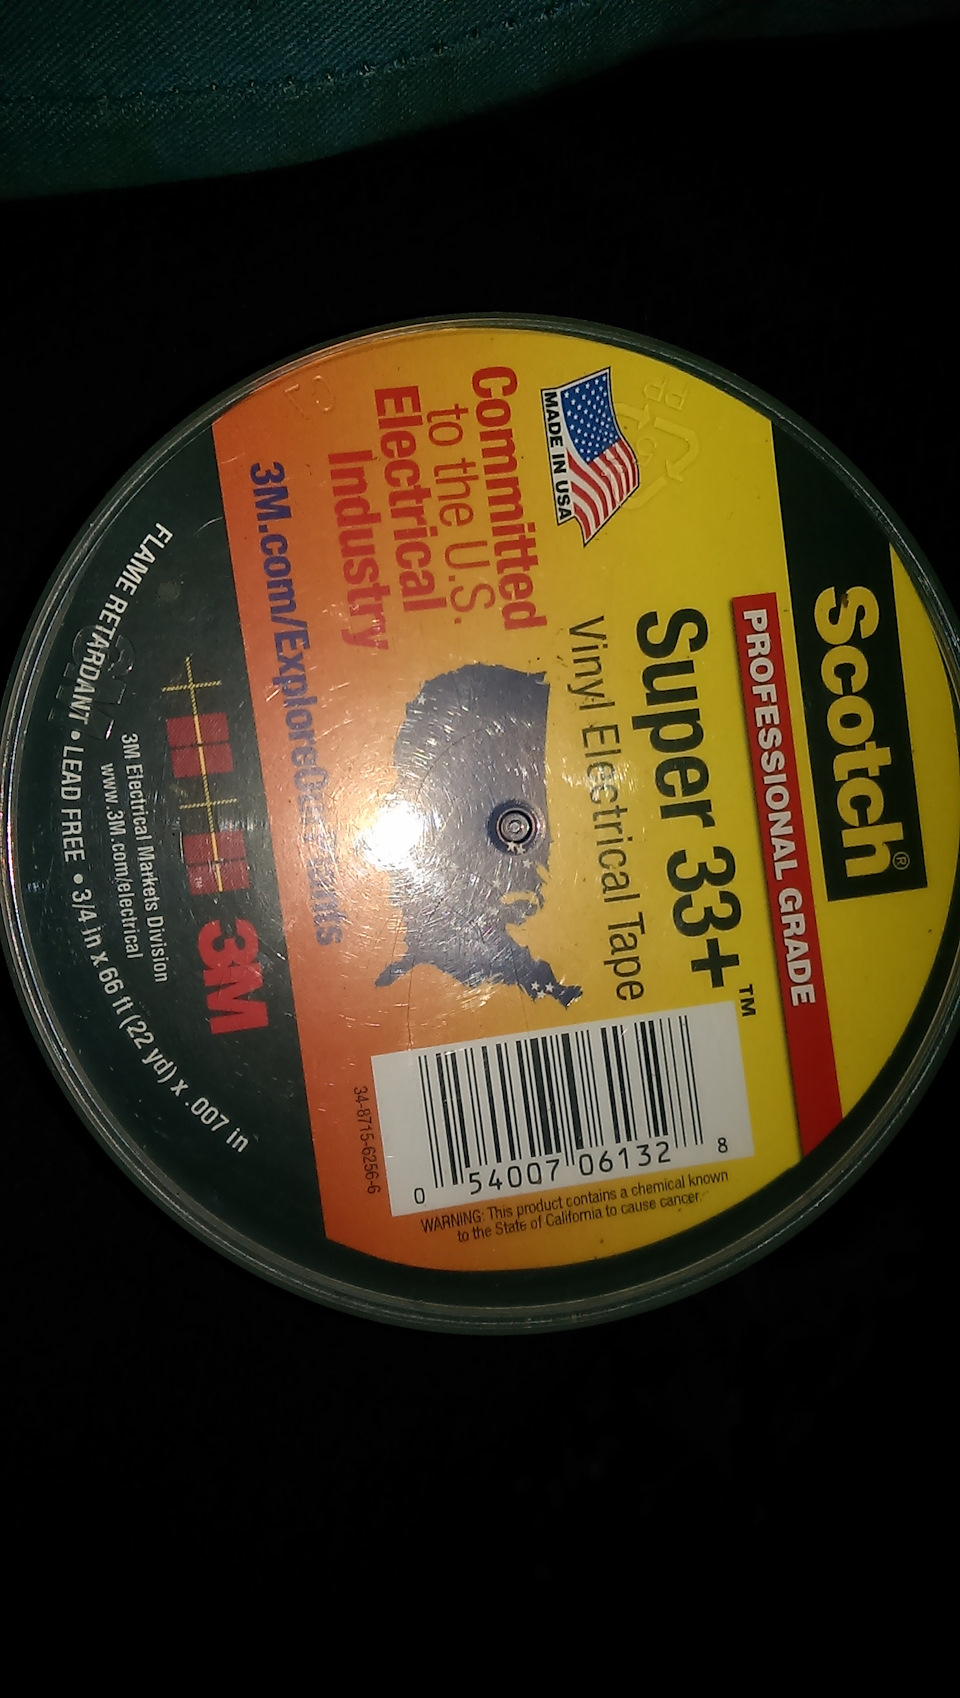 Scotch®
PROFESSIONAL GRADE
Super 33+™
Vinyl Electrical Tape
MADE IN USA
Committed
to the U.S.
Electrical
Industry
3M.com/ExploreOurPlants
0 54007 06132 8
34-8715-6256-6
WARNING: This product contains a chemical known
to the State of California to cause cancer.
3M
3M Electrical Markets Division
www.3M.com/electrical
FLAME RETARDANT • LEAD FREE • 3/4 in x 66 ft (22 yd) x .007 in
PP
5